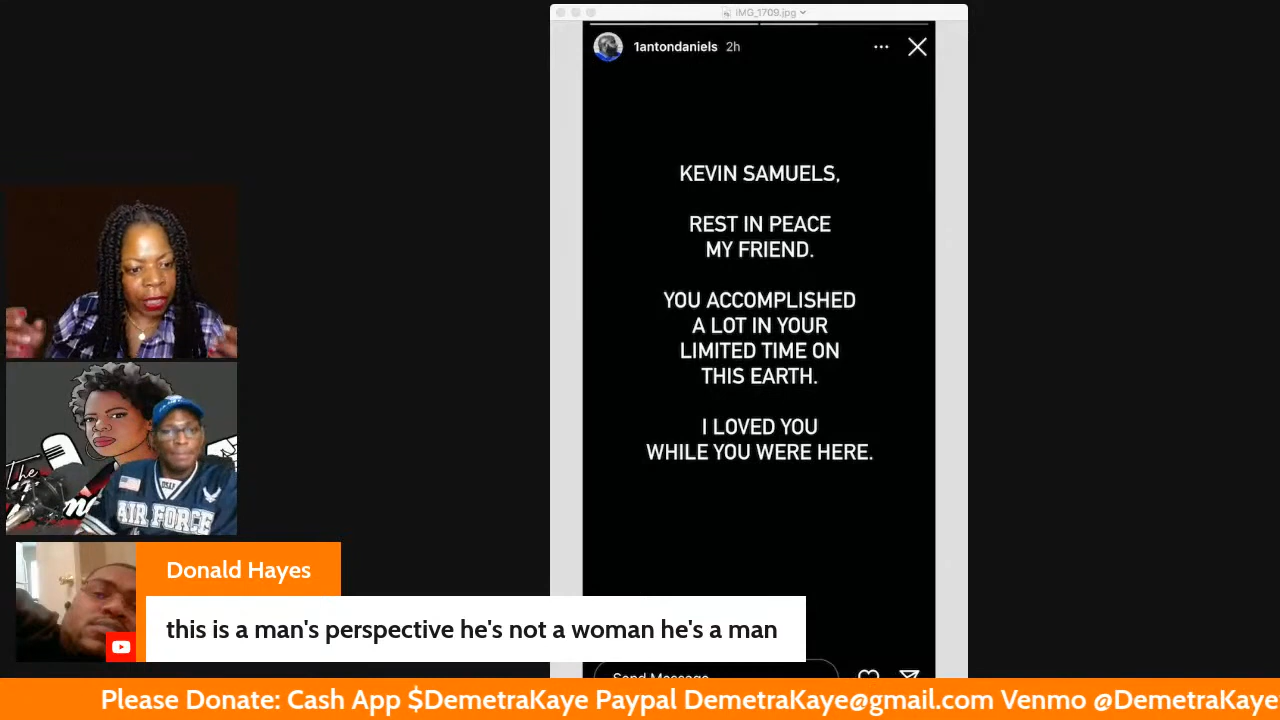 IMG_1709.jpg
1antondaniels 2h
KEVIN SAMUELS,
REST IN PEACE
MY FRIEND.
YOU ACCOMPLISHED
A LOT IN YOUR
LIMITED TIME ON
THIS EARTH.
I LOVED YOU
WHILE YOU WERE HERE.
The
AIR FORCE
Donald Hayes
this is a man's perspective he's not a woman he's a man
Send Message
Please Donate: Cash App $DemetraKaye Paypal DemetraKaye@gmail.com Venmo @DemetraKaye